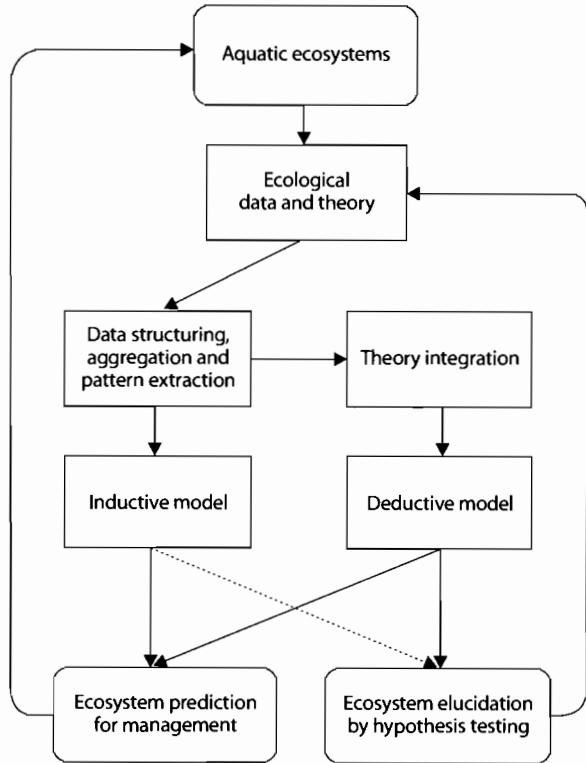 Aquatic ecosystems
Ecological
data and theory
Data structuring,
aggregation and
pattern extraction
Theory integration
Inductive model
Deductive model
Ecosystem prediction
for management
Ecosystem elucidation
by hypothesis testing